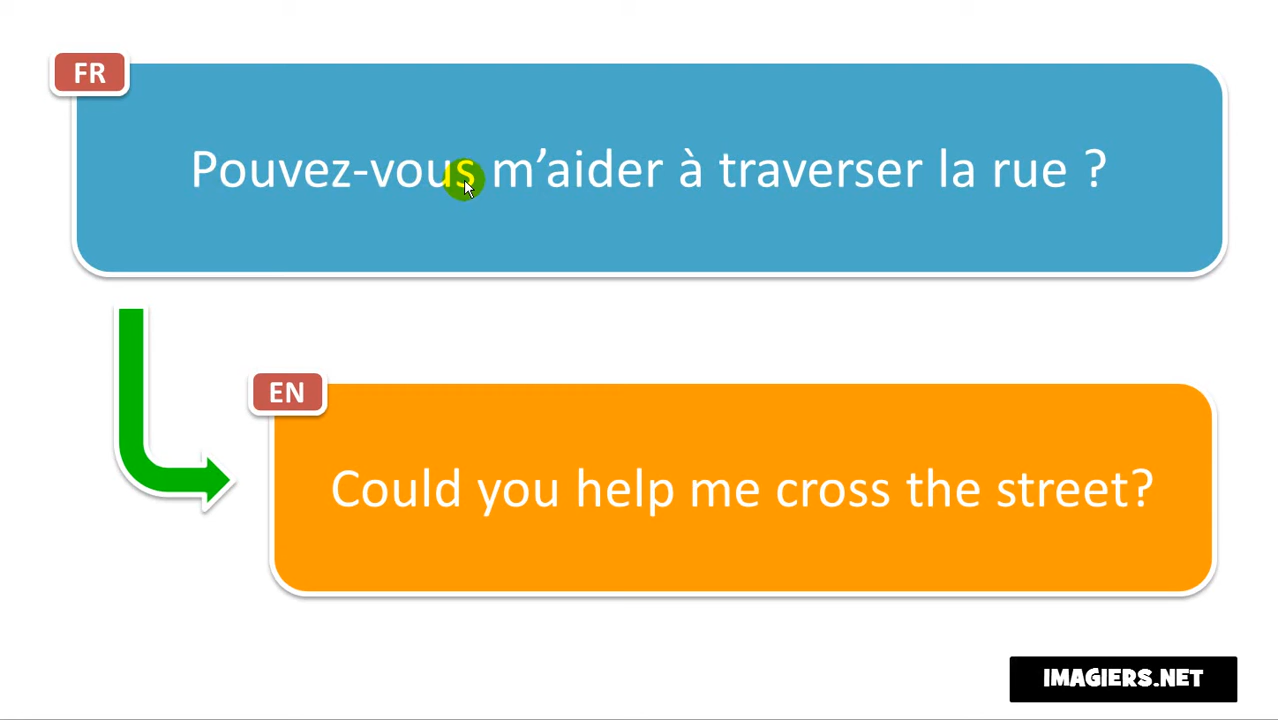 FR
Pouvez-vous m’aider à traverser la rue ?
EN
Could you help me cross the street?
IMAGIERS.NET